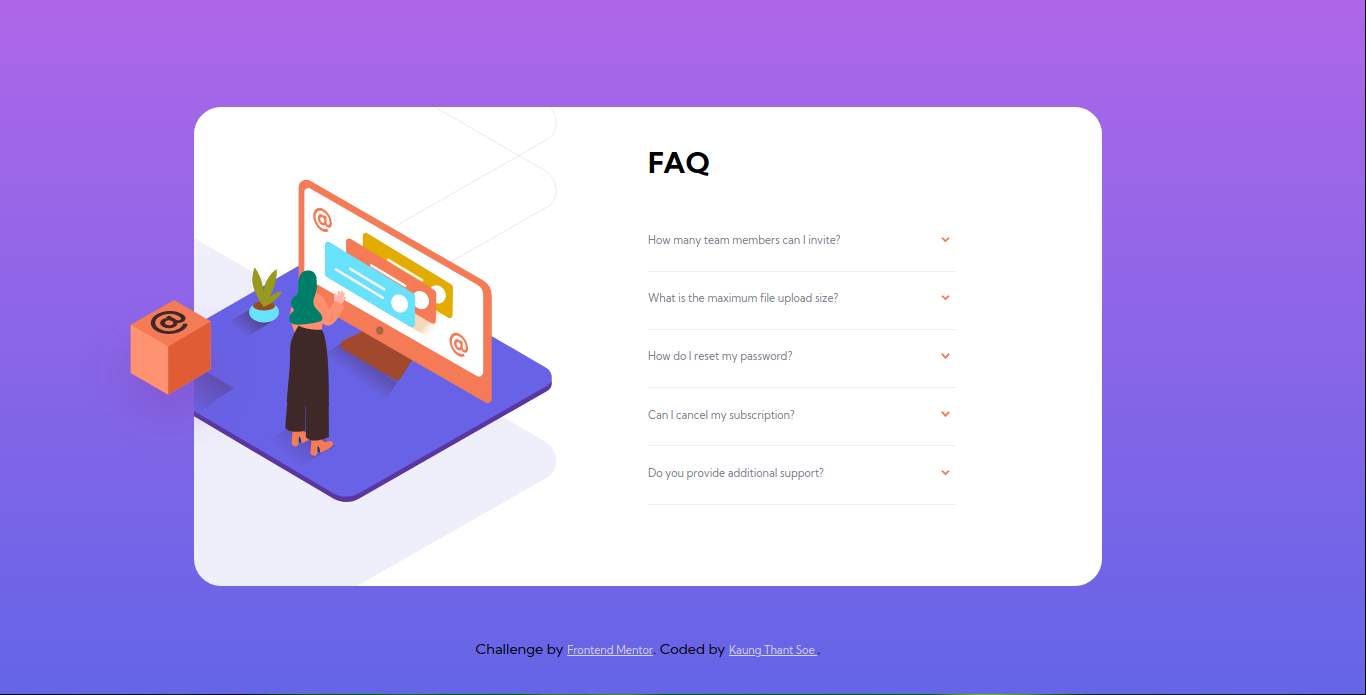 FAQ
How many team members can I invite?
What is the maximum file upload size?
How do I reset my password?
Can I cancel my subscription?
Do you provide additional support?
@
@
@
Challenge by Frontend Mentor. Coded by Kaung Thant Soe .